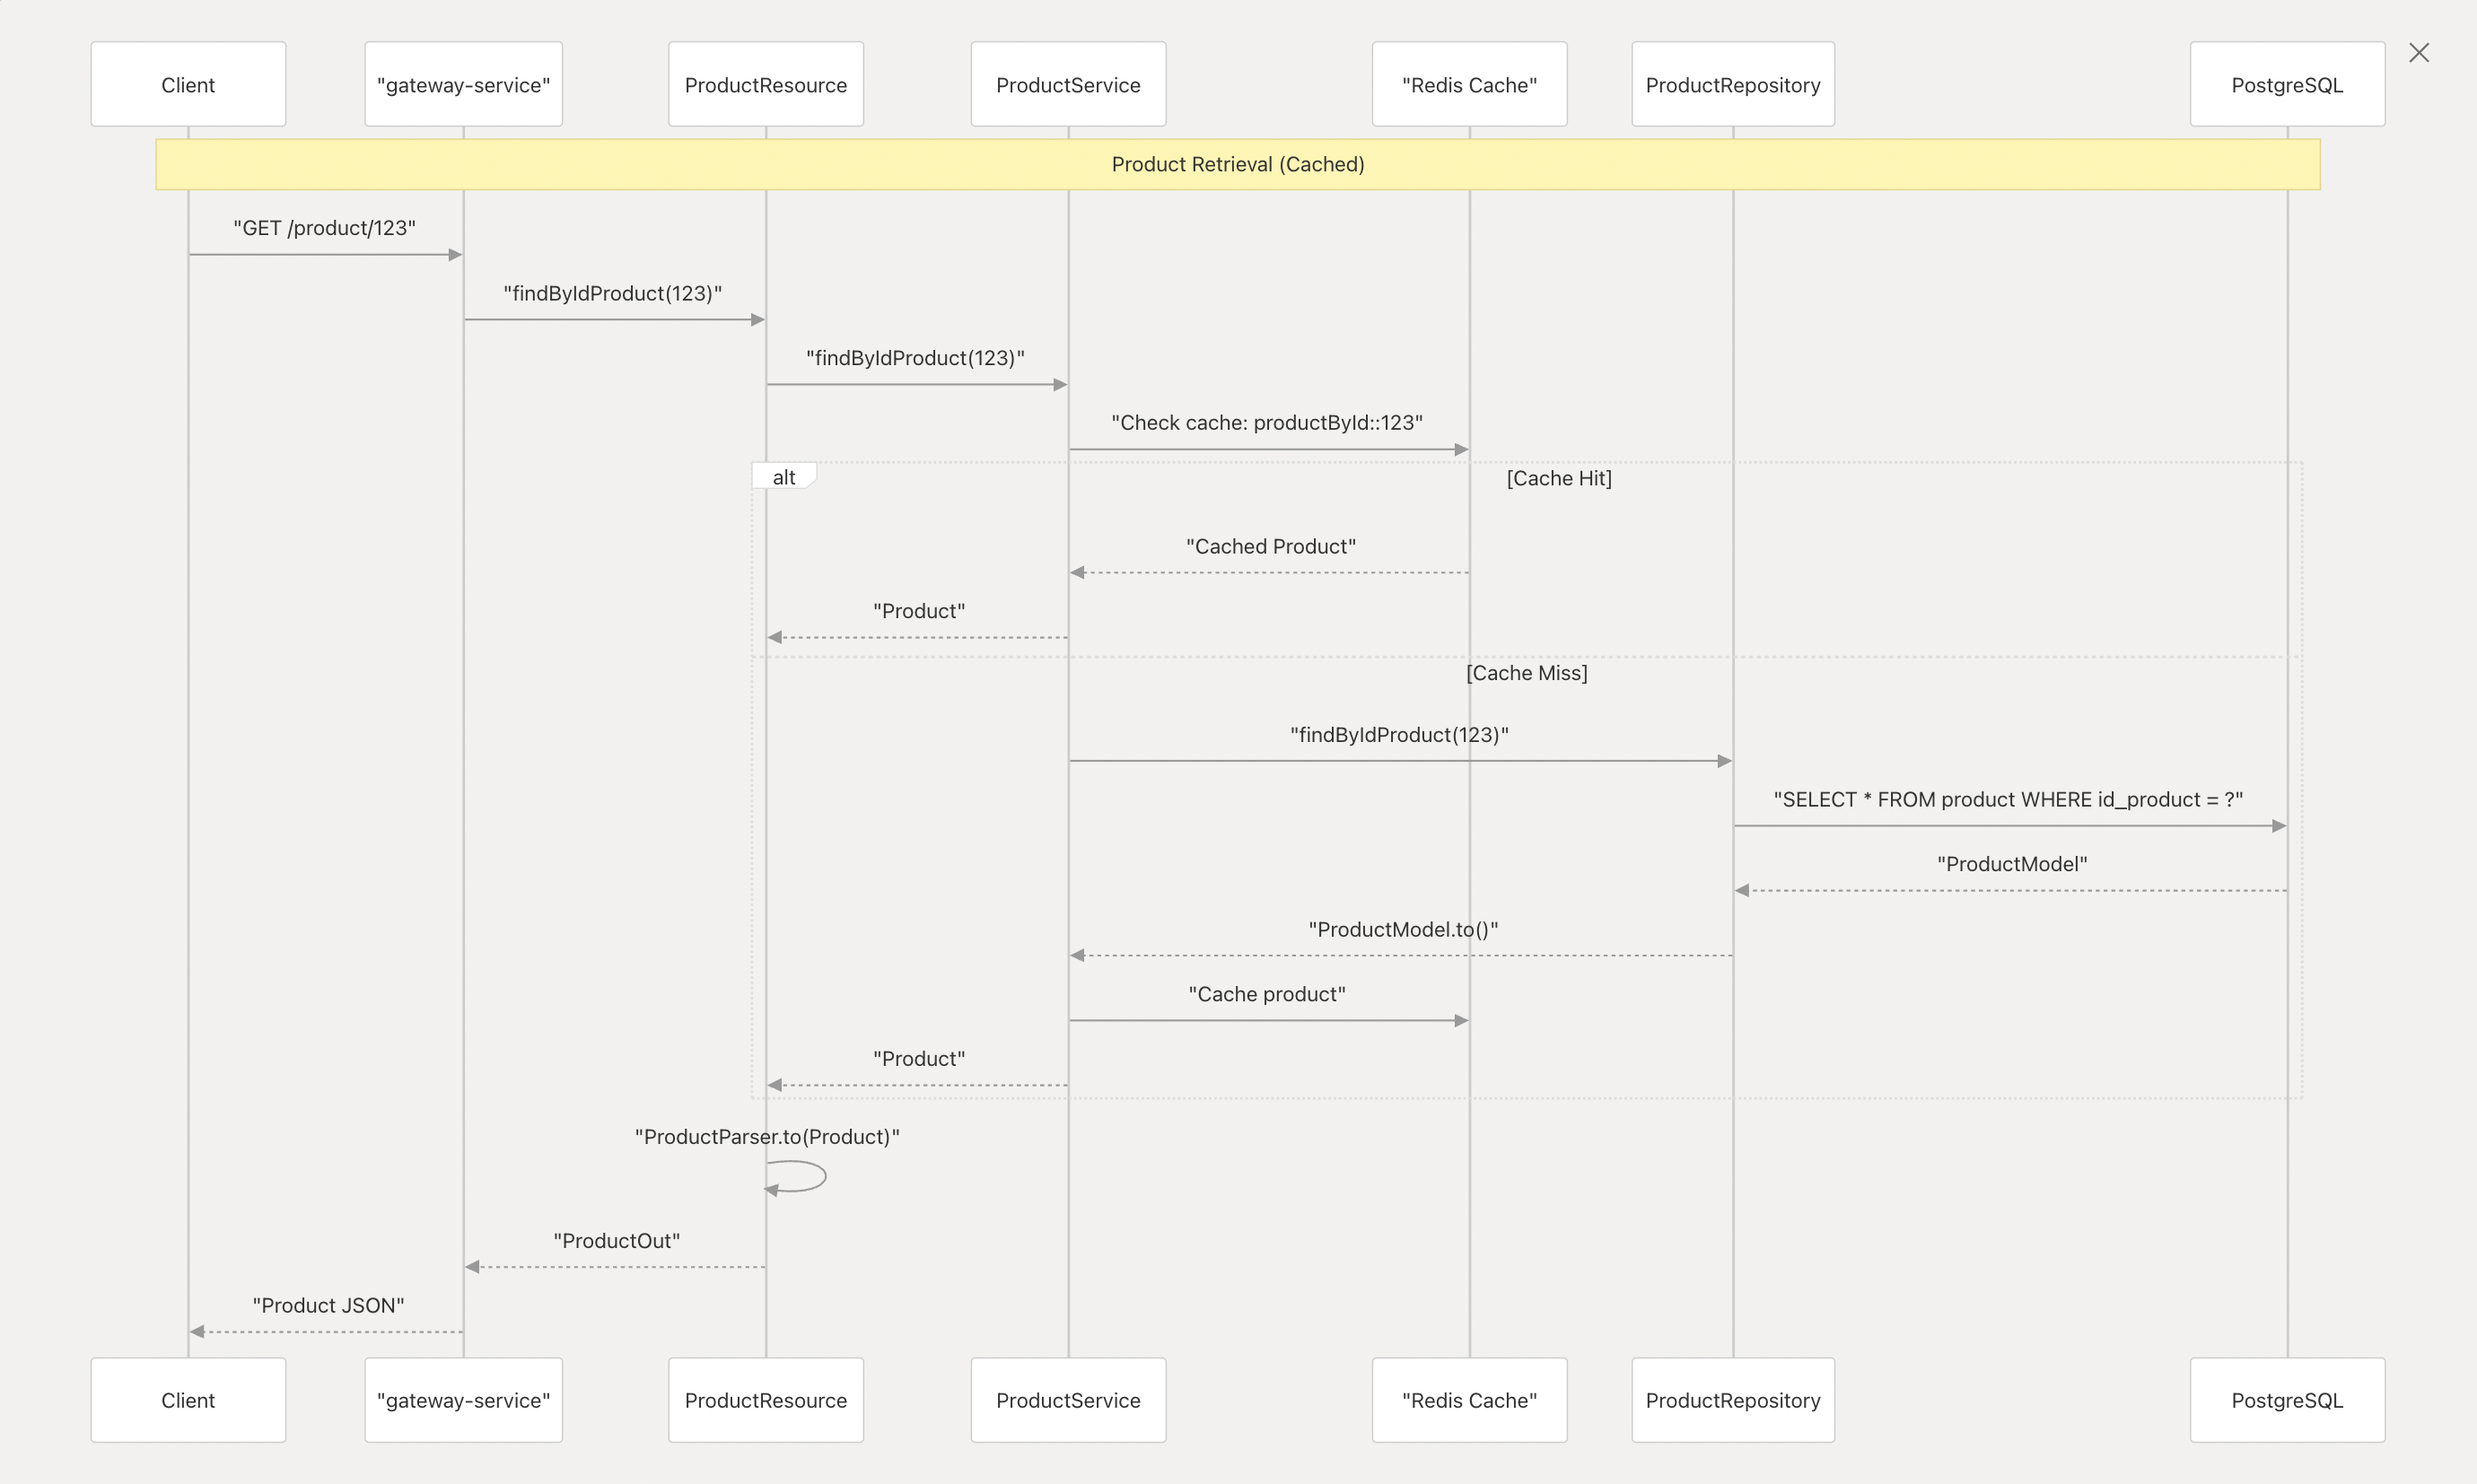 Client
"gateway-service"
ProductResource
ProductService
"Redis Cache"
ProductRepository
PostgreSQL
Product Retrieval (Cached)
"GET /product/123"
"findByIdProduct(123)"
"findByIdProduct(123)"
"Check cache: productById::123"
alt
[Cache Hit]
"Cached Product"
"Product"
[Cache Miss]
"findByIdProduct(123)"
"SELECT * FROM product WHERE id_product = ?"
"ProductModel"
"ProductModel.to()"
"Cache product"
"Product"
"ProductParser.to(Product)"
"ProductOut"
"Product JSON"
Client
"gateway-service"
ProductResource
ProductService
"Redis Cache"
ProductRepository
PostgreSQL